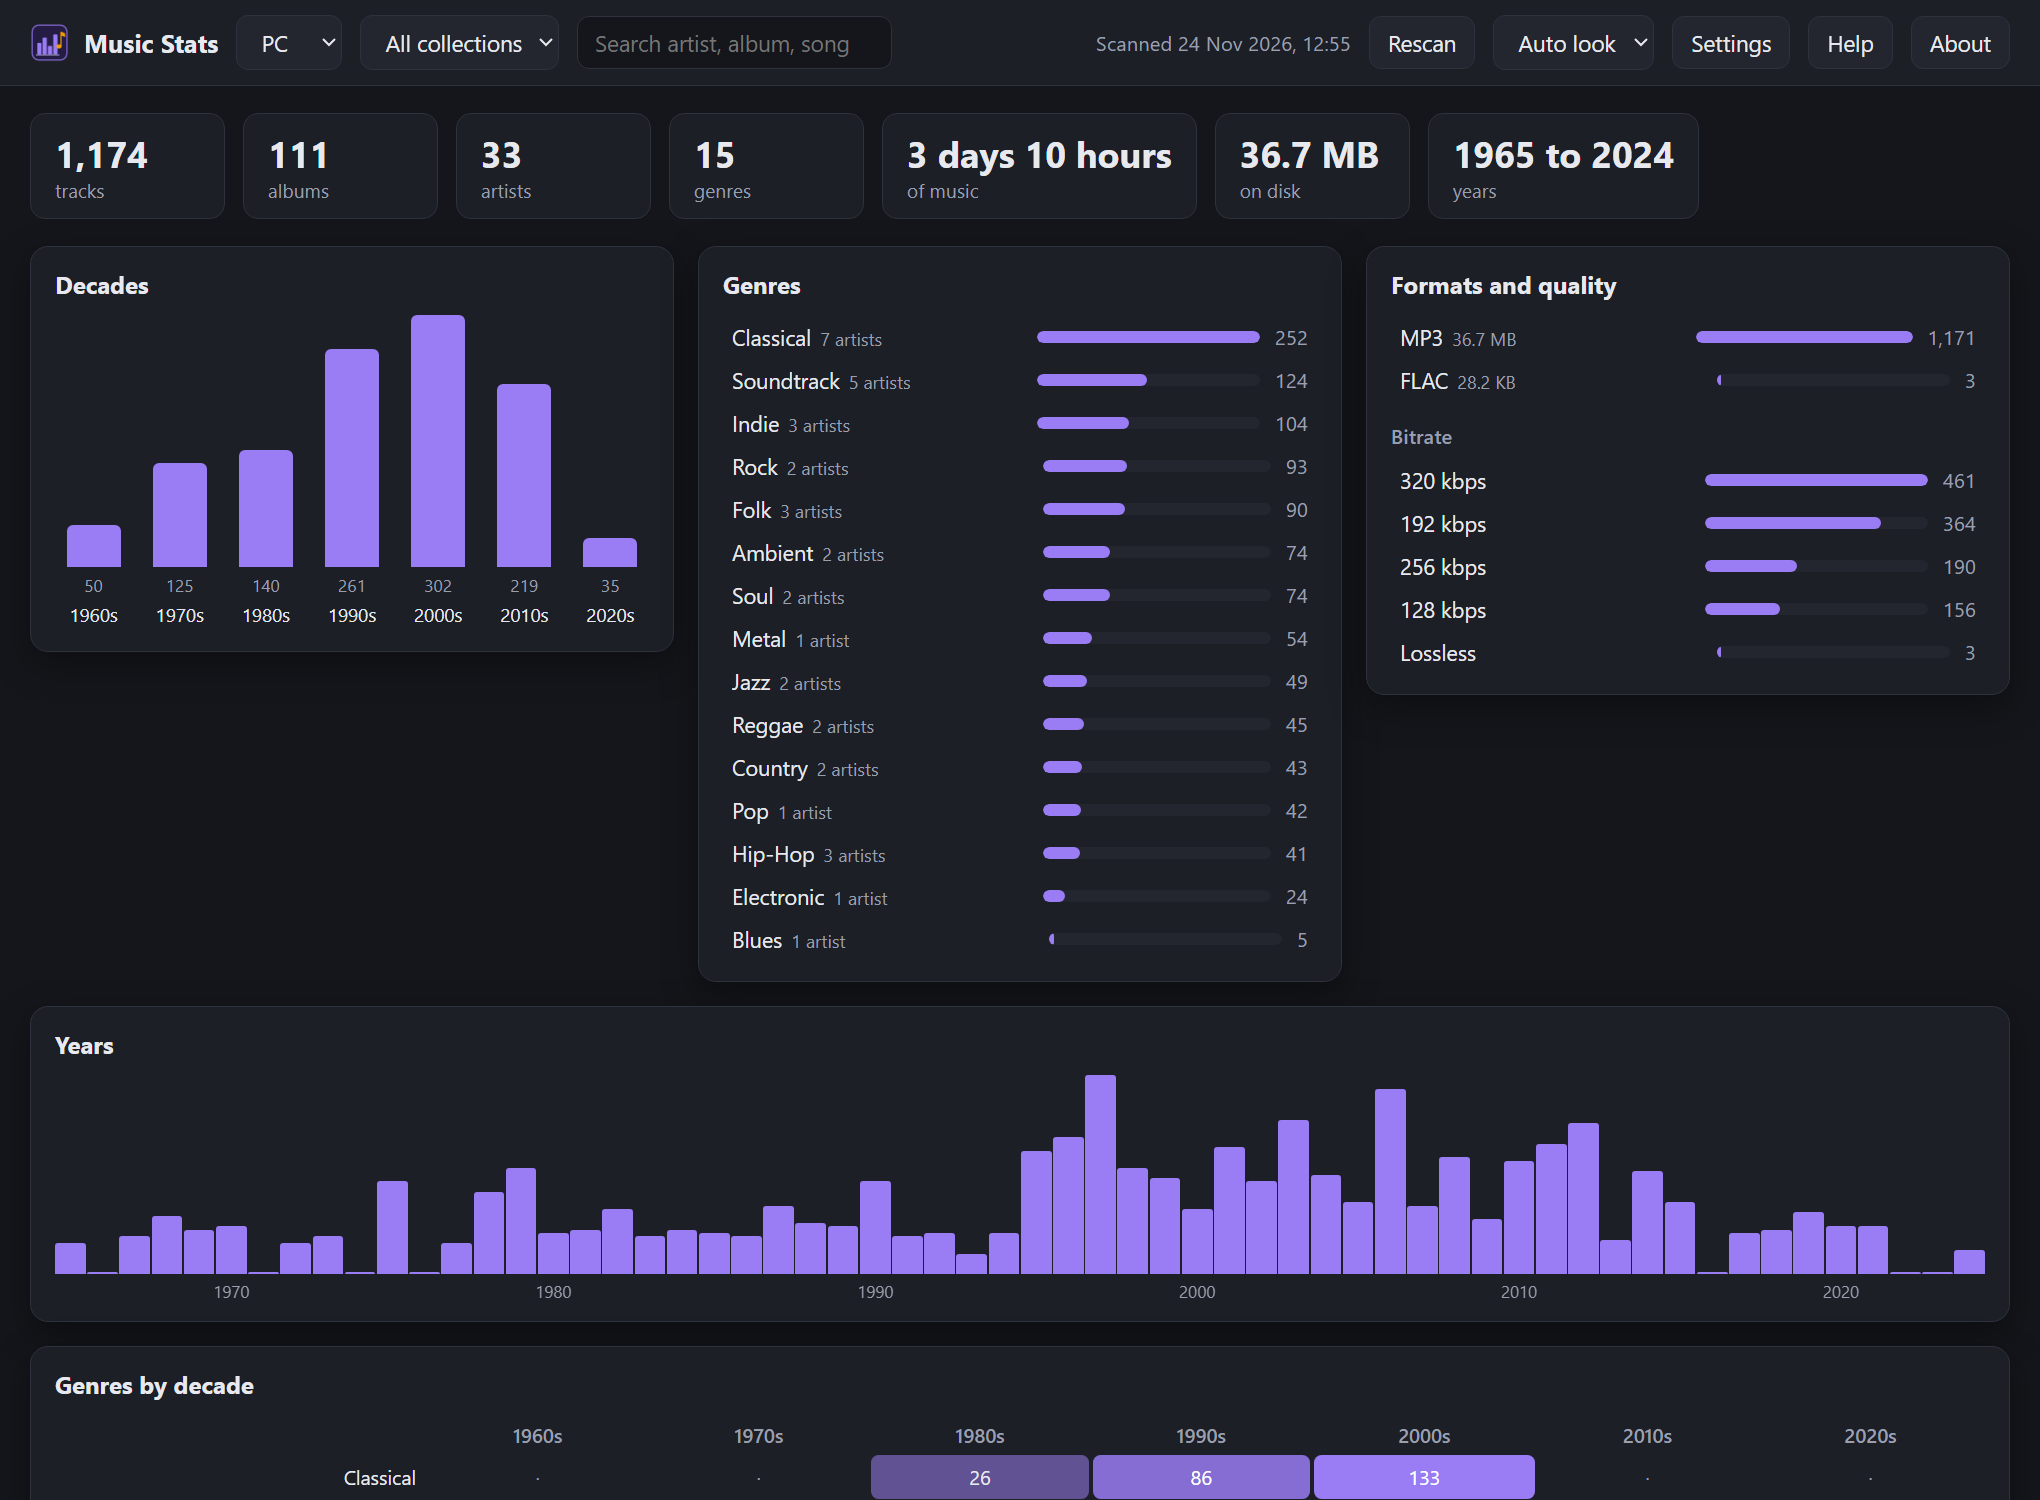 Music Stats
PC
All collections
Search artist, album, song
Scanned 24 Nov 2026, 12:55
Rescan
Auto look
Settings
Help
About
1,174
tracks
111
albums
33
artists
15
genres
3 days 10 hours
of music
36.7 MB
on disk
1965 to 2024
years
Decades
50 125 140 261 302 219 35
1960s 1970s 1980s 1990s 2000s 2010s 2020s
Genres
Classical 7 artists 252
Soundtrack 5 artists 124
Indie 3 artists 104
Rock 2 artists 93
Folk 3 artists 90
Ambient 2 artists 74
Soul 2 artists 74
Metal 1 artist 54
Jazz 2 artists 49
Reggae 2 artists 45
Country 2 artists 43
Pop 1 artist 42
Hip-Hop 3 artists 41
Electronic 1 artist 24
Blues 1 artist 5
Formats and quality
MP3 36.7 MB 1,171
FLAC 28.2 KB 3
Bitrate
320 kbps 461
192 kbps 364
256 kbps 190
128 kbps 156
Lossless 3
Years
1970 1980 1990 2000 2010 2020
Genres by decade
1960s 1970s 1980s 1990s 2000s 2010s 2020s
Classical · · 26 86 133 · ·